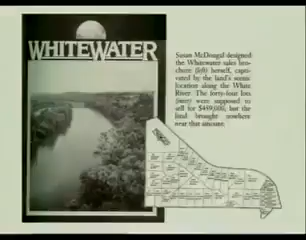 WHITEWATER
Susan McDougal designed
the Whitewater sales bro-
chure (left) herself, capti-
vated by the land's scenic
location along the White
River. The forty-four lots
(inset) were supposed to
sell for $459,000, but the
land brought nowhere
near that amount.